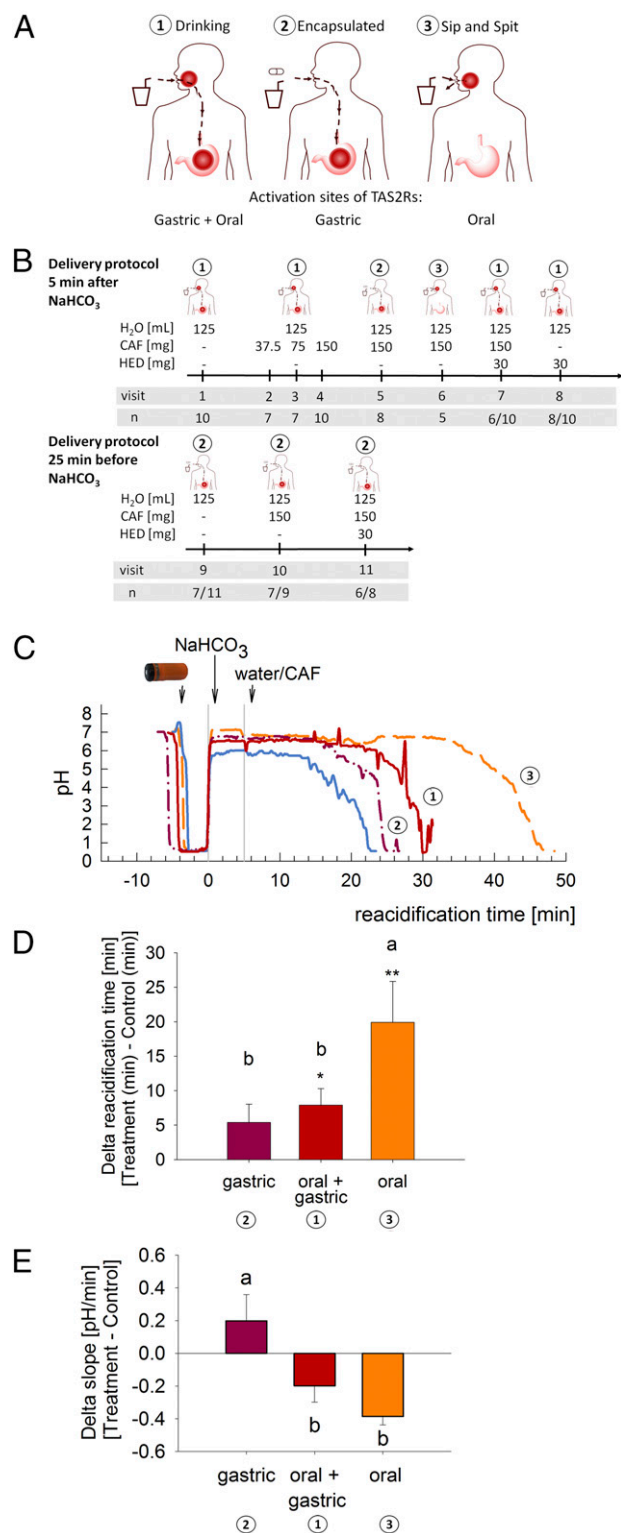 A
① Drinking ② Encapsulated ③ Sip and Spit
Activation sites of TAS2Rs:
Gastric + Oral Gastric Oral
B
Delivery protocol
5 min after
NaHCO₃
① ① ② ③ ① ①
H₂O [mL] 125 125 125 125 125 125
CAF [mg] - 37.5 75 150 150 150 150 -
HED [mg] - - - - 30 30
visit 1 2 3 4 5 6 7 8
n 10 7 7 10 8 5 6/10 8/10
Delivery protocol
25 min before
NaHCO₃
② ② ②
H₂O [mL] 125 125 125
CAF [mg] - 150 150
HED [mg] - - 30
visit 9 10 11
n 7/11 7/9 6/8
C
NaHCO₃
water/CAF
8
7
6
5
4
3
2
1
0
pH
③
①
②
-10 0 10 20 30 40 50
reacidification time [min]
D
Delta reacidification time [min]
[Treatment (min) - Control (min)]
30
25
20
15
10
5
0
a
**
b b
*
gastric oral + gastric oral
② ① ③
E
Delta slope [pH/min]
[Treatment - Control]
0.6
0.4
0.2
0.0
-0.2
-0.4
-0.6
a
b
b
gastric oral + oral
gastric
② ① ③